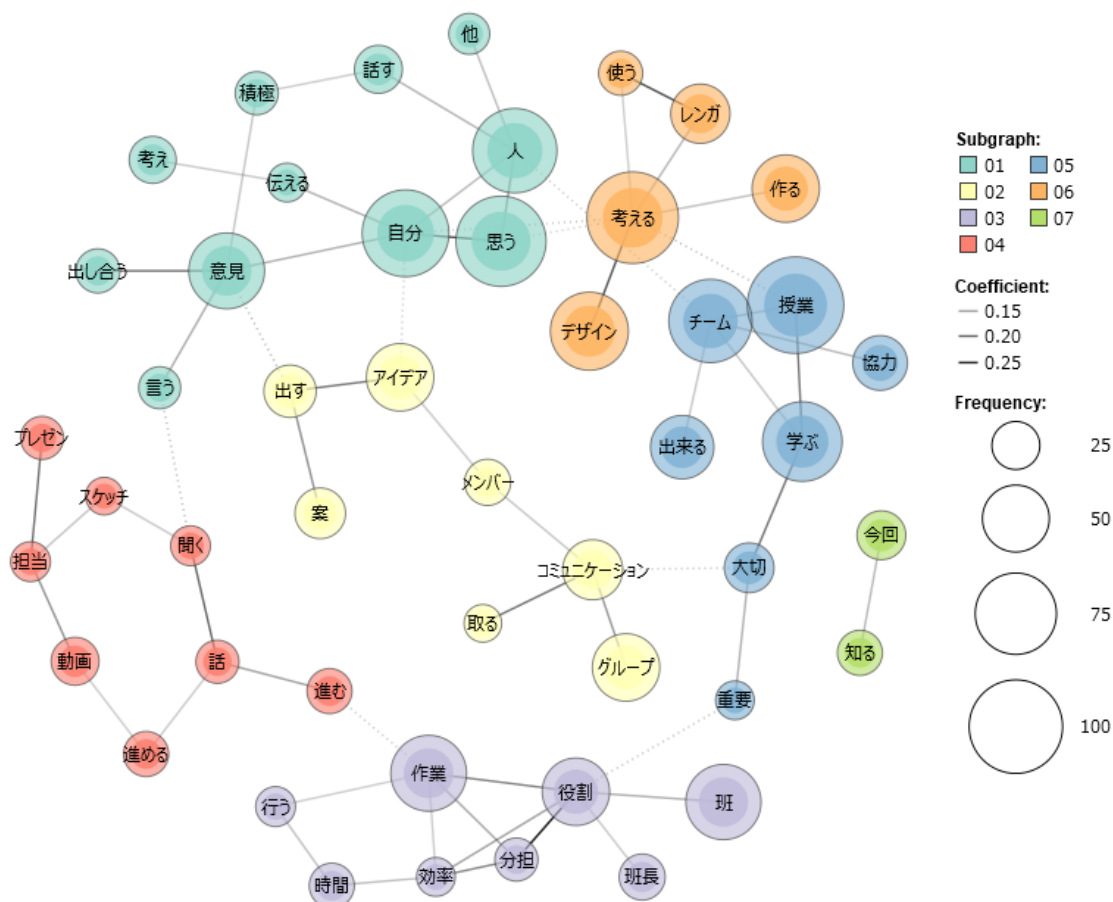 他
話す
使う
積極
レンガ
人
考え
伝える
作る
考える
自分
思う
出し合う
意見
授業
チーム
デザイン
協力
アイデア
言う
出す
プレゼン
学ぶ
出来る
メンバー
スケッチ
案
今回
聞く
担当
コミュニケーション
大切
取る
知る
動画
話
グループ
進む
重要
進める
作業
役割
班
行う
分担
時間
効率
班長
Subgraph:
01 05
02 06
03 07
04
Coefficient:
0.15
0.20
0.25
Frequency:
25
50
75
100